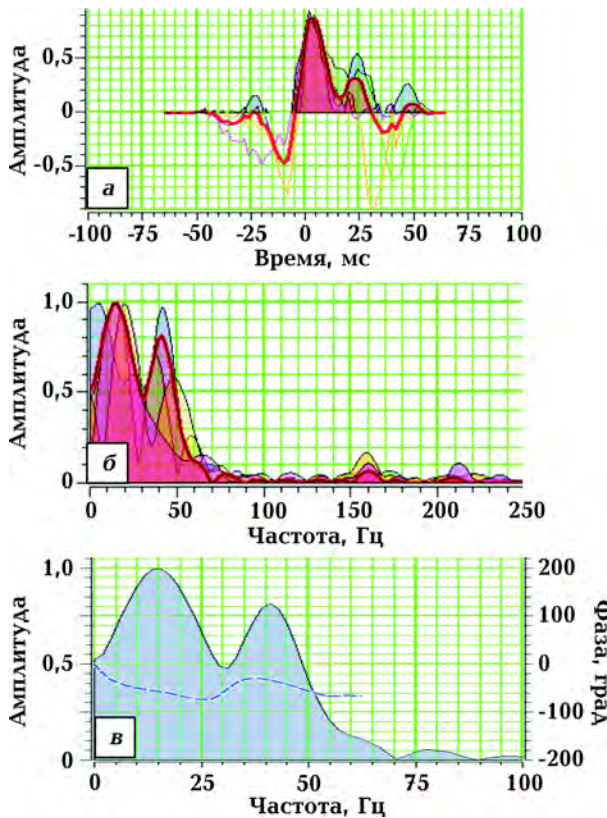 Амплитуда
0,5
0
-0,5
а
-100 -75 -50 -25 0 25 50 75 100
Время, мс
Амплитуда
1,0
0,5
0
б
0 50 100 150 200 250
Частота, Гц
Амплитуда
1,0
0,5
0
в
200
100
0
-100
-200
Фаза, град
0 25 50 75 100
Частота, Гц